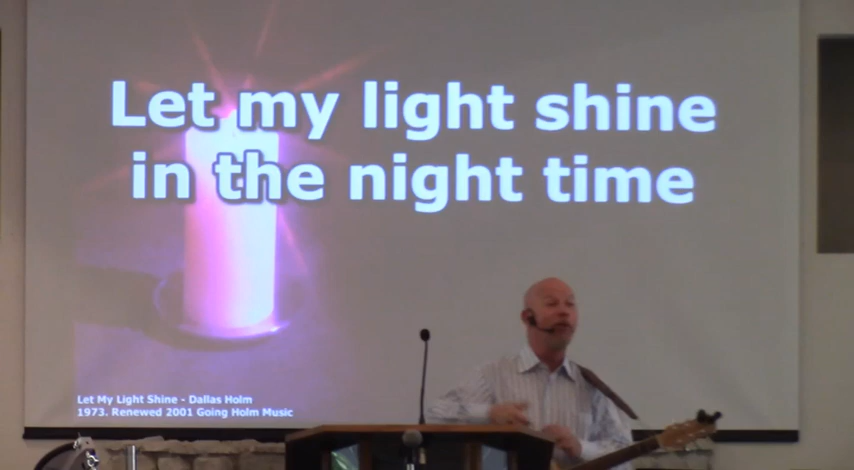 Let my light shine
in the night time
Let My Light Shine - Dallas Holm
1973. Renewed 2001 Going Holm Music